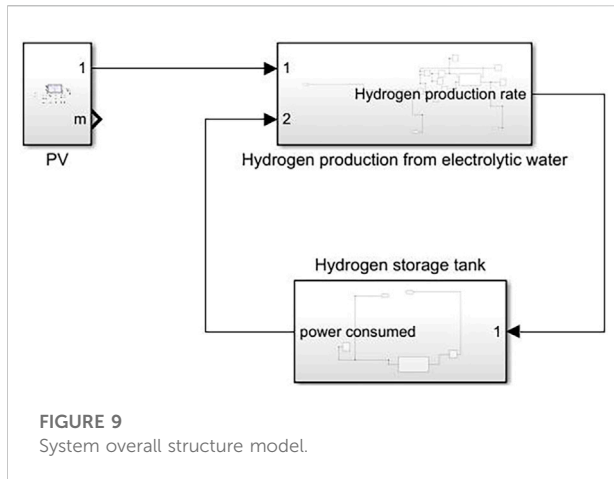 1
m
PV
1
2
Hydrogen production rate
Hydrogen production from electrolytic water
Hydrogen storage tank
power consumed
1
FIGURE 9
System overall structure model.